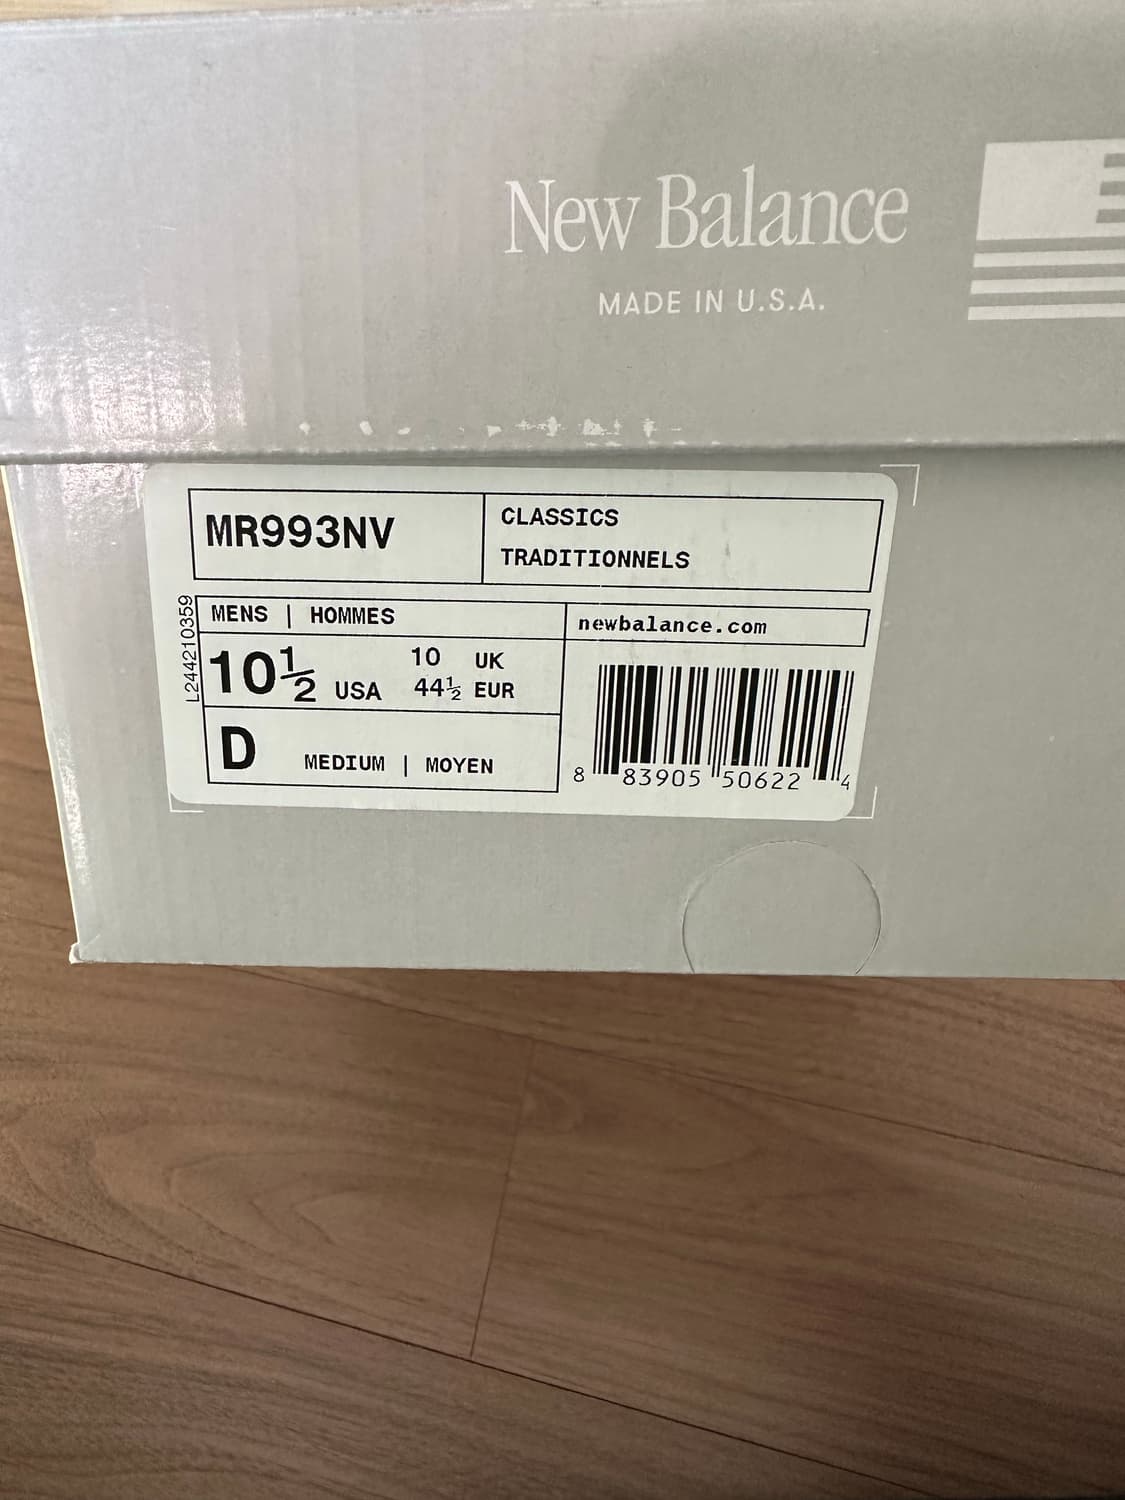 New Balance
MADE IN U.S.A.
MR993NV
CLASSICS
TRADITIONNELS
L244210359
MENS | HOMMES
newbalance.com
10½ USA
10 UK
44½ EUR
D MEDIUM | MOYEN
8 83905 50622 4